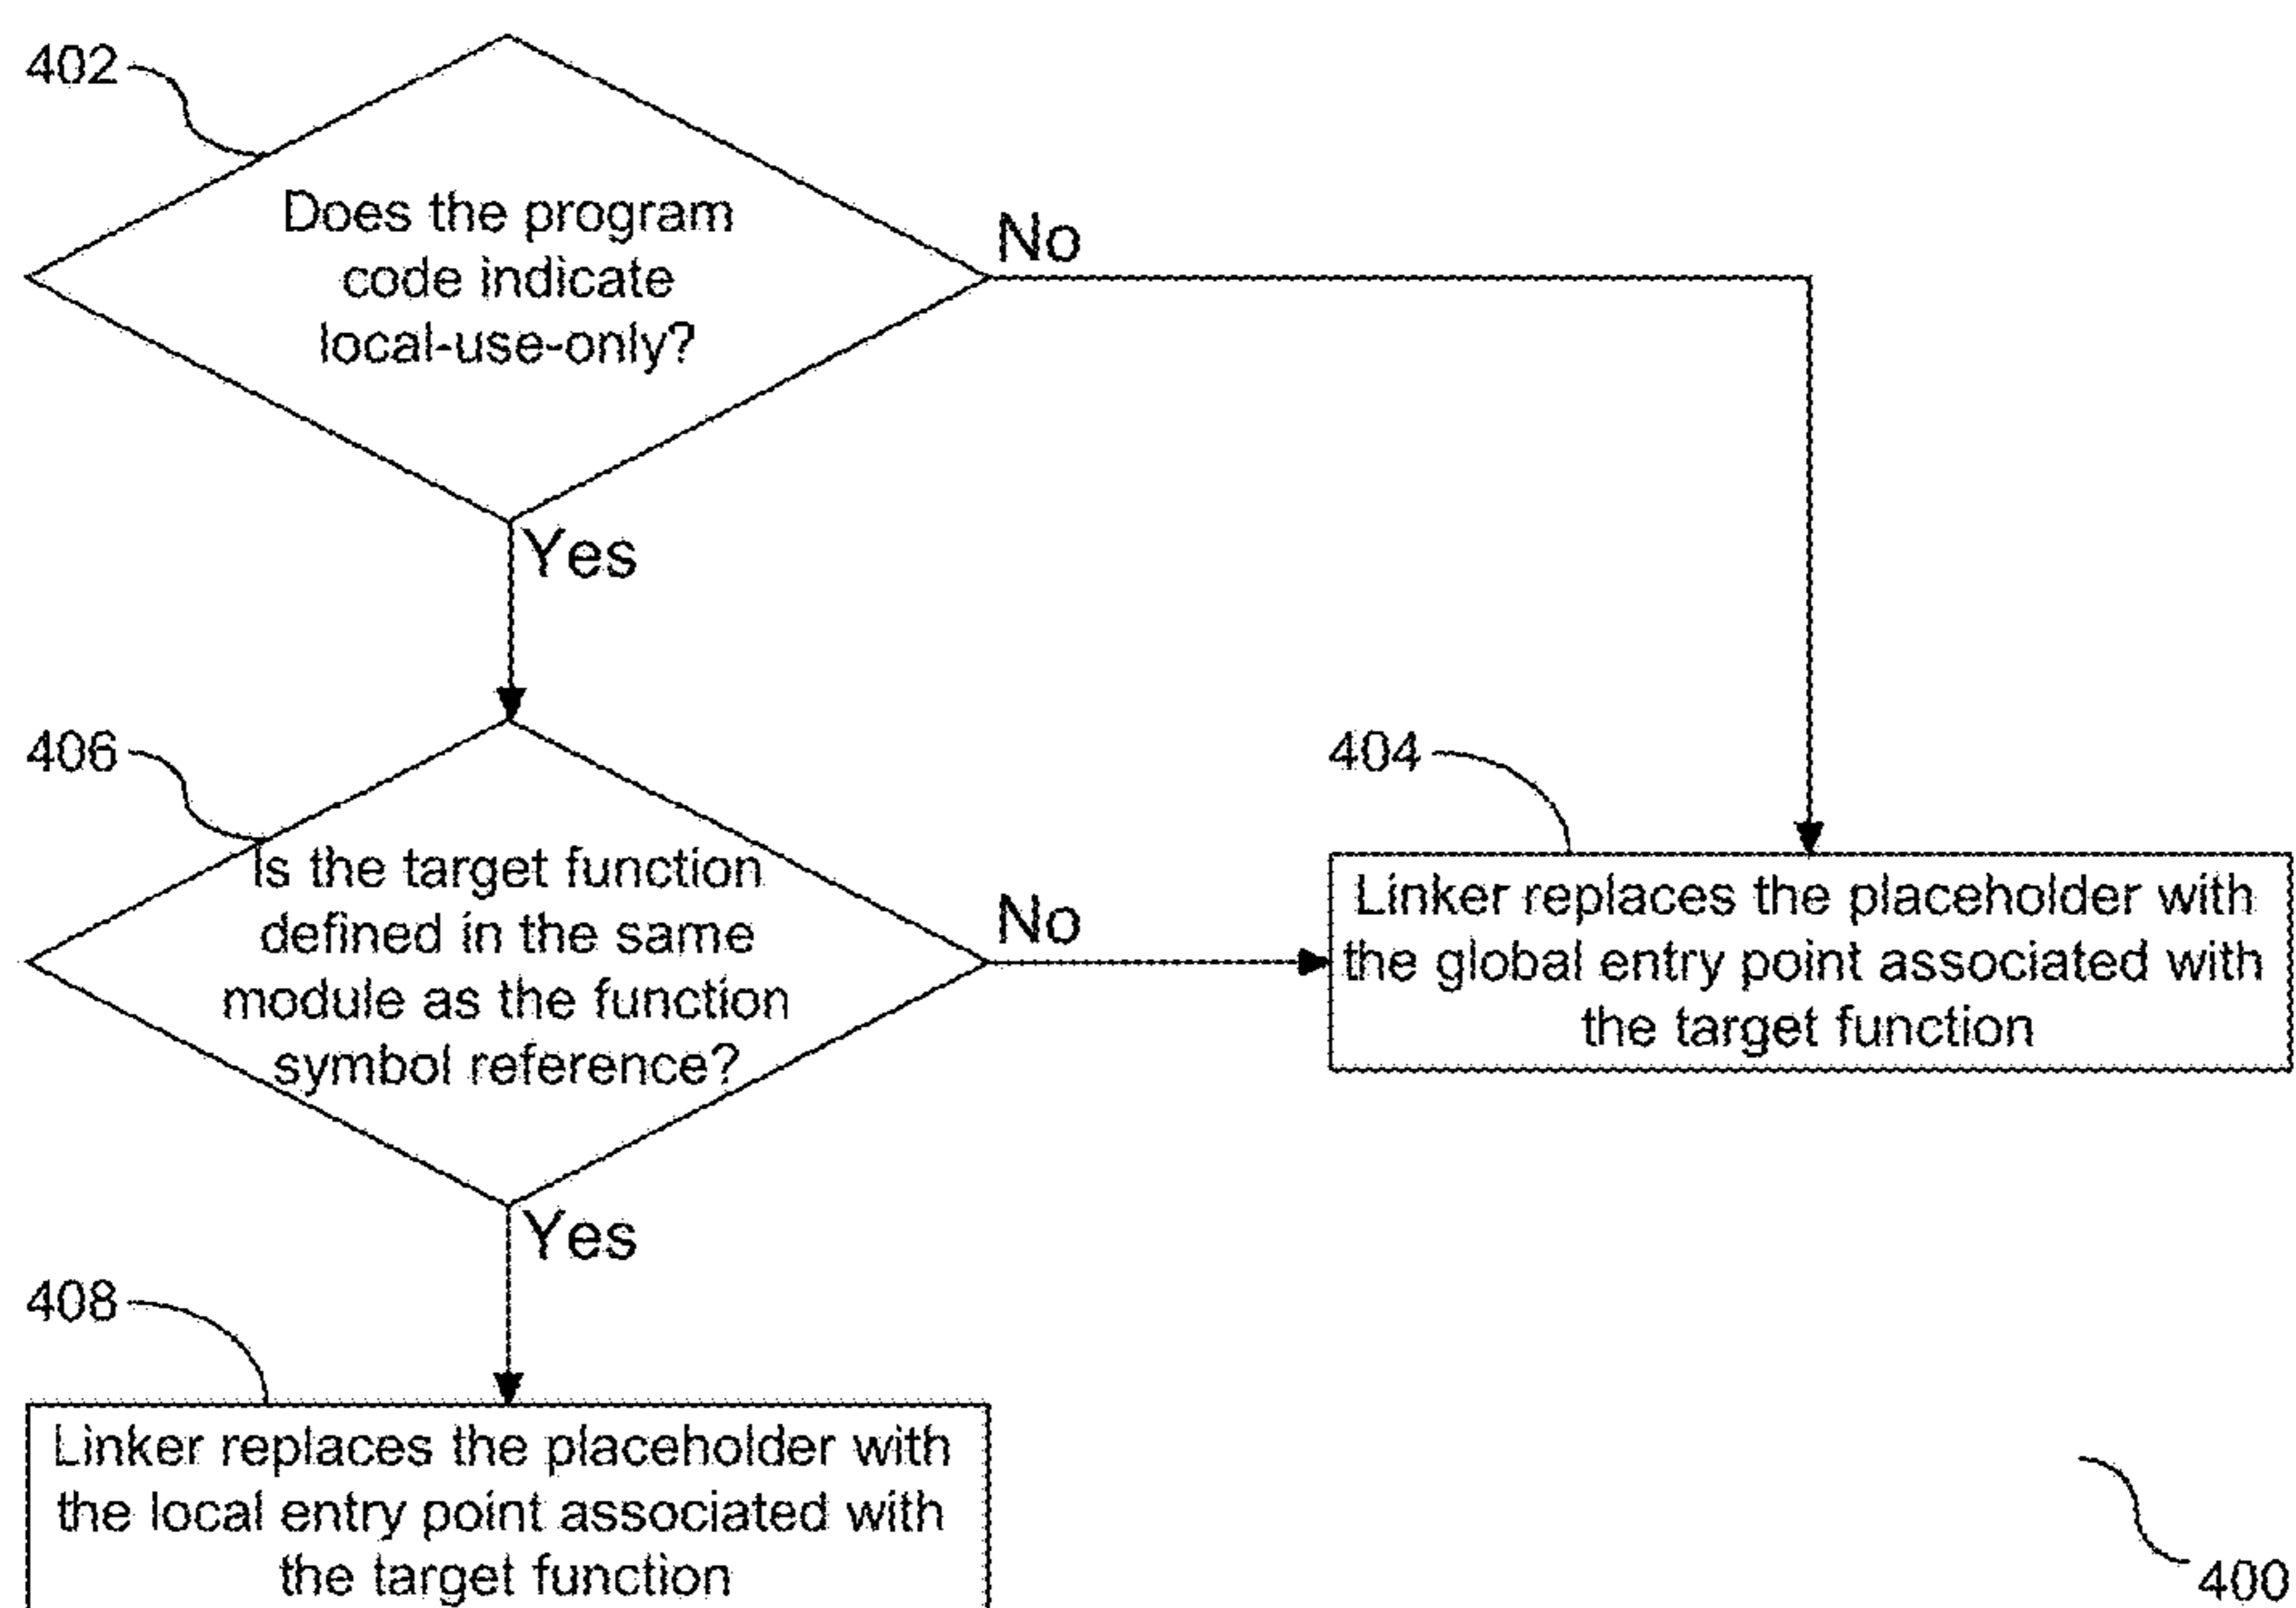 402
Does the program
code indicate
local-use-only?
No
Yes
406
Is the target function
defined in the same
module as the function
symbol reference?
No
404
Linker replaces the placeholder with
the global entry point associated with
the target function
Yes
408
Linker replaces the placeholder with
the local entry point associated with
the target function
400